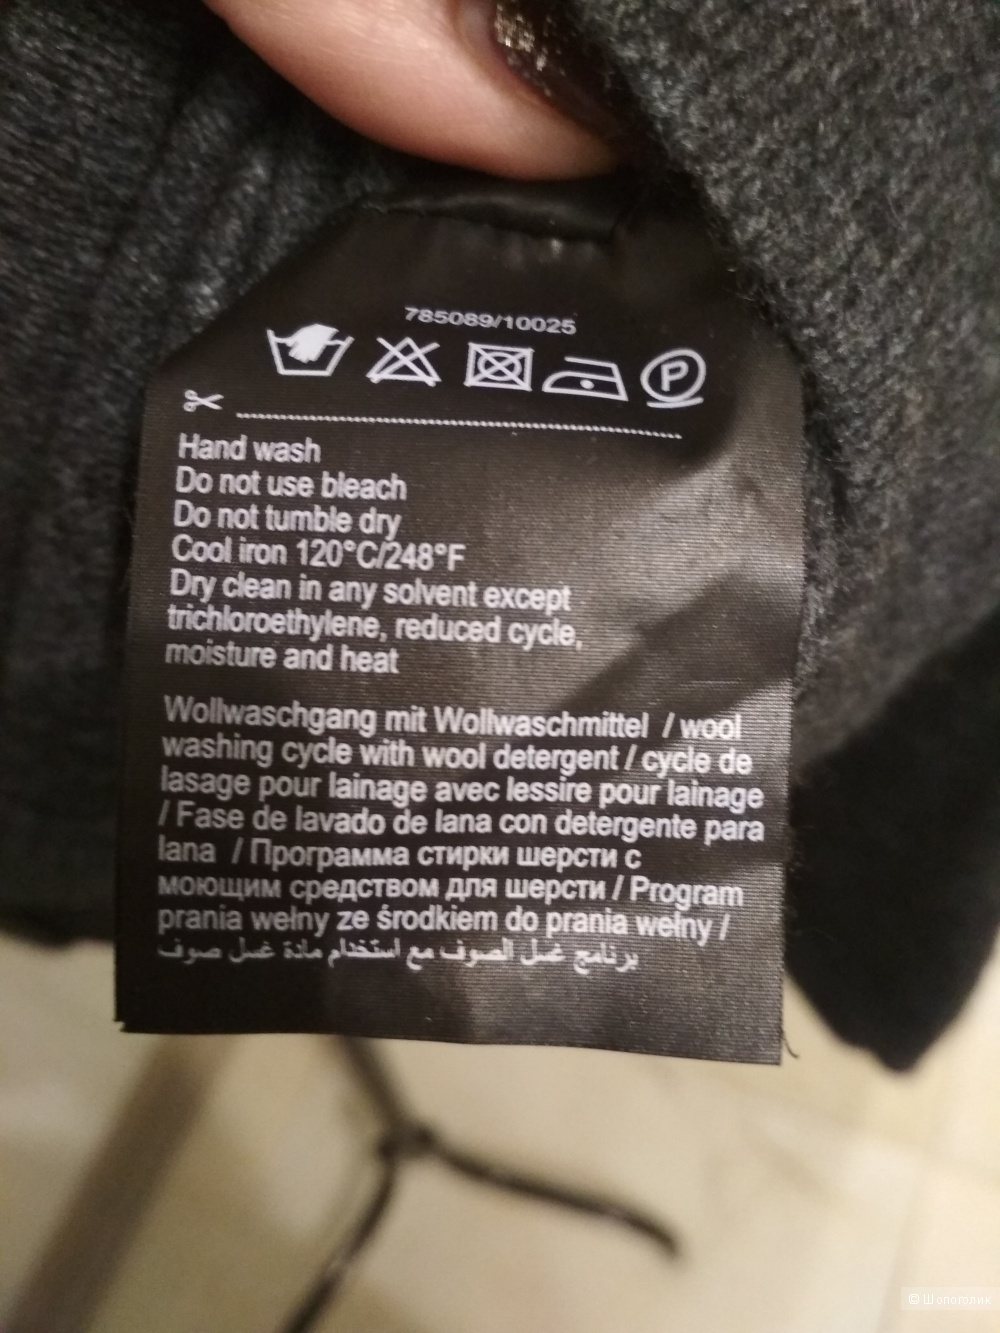 785089/10025
P
Hand wash
Do not use bleach
Do not tumble dry
Cool iron 120°C/248°F
Dry clean in any solvent except
trichloroethylene, reduced cycle,
moisture and heat
Wollwaschgang mit Wollwaschmittel / wool
washing cycle with wool detergent / cycle de
lasage pour lainage avec lessire pour lainage
/ Fase de lavado de lana con detergente para
lana / Программа стирки шерсти с
моющим средством для шерсти / Program
prania wełny ze środkiem do prania wełny /
برنامج غسل الصوف مع استخدام مادة غسل صوف
© Шопоголик